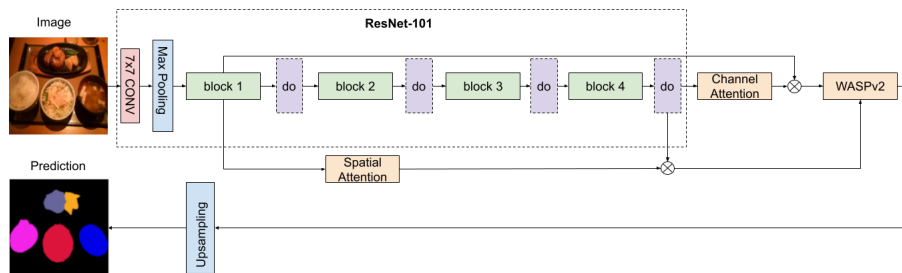 Image
ResNet-101
7x7 CONV
Max Pooling
block 1
do
block 2
do
block 3
do
block 4
do
Channel
Attention
WASPv2
Spatial
Attention
Prediction
Upsampling